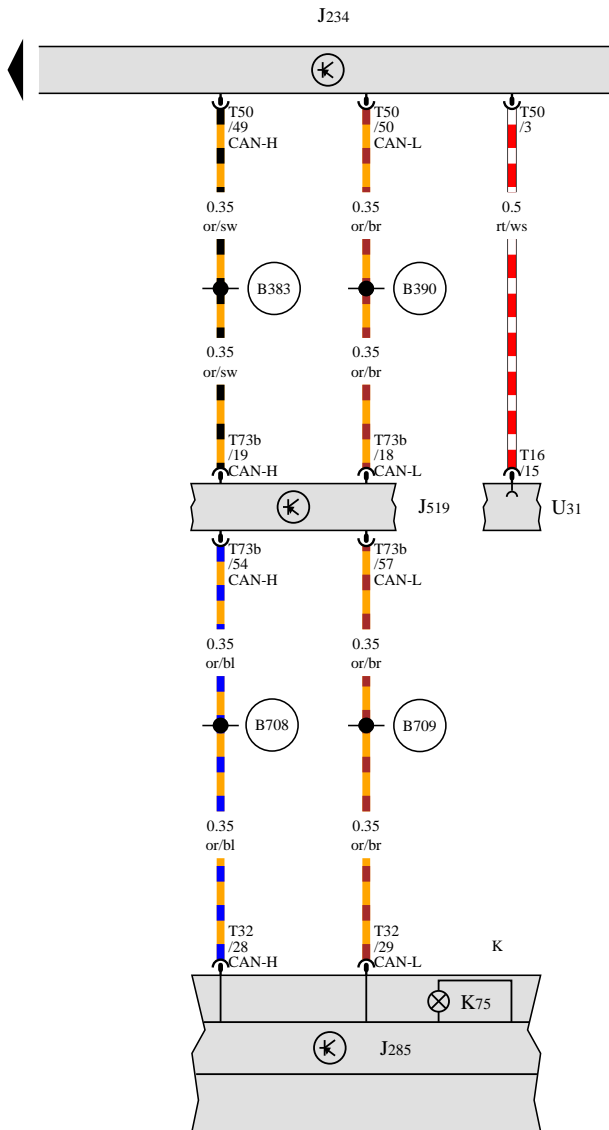 J234
T50
/49
CAN-H
T50
/50
CAN-L
T50
/3
0.35
or/sw
0.35
or/br
0.5
rt/ws
B383
B390
0.35
or/sw
0.35
or/br
T73b
/19
CAN-H
T73b
/18
CAN-L
T16
/15
J519
U31
T73b
/54
CAN-H
T73b
/57
CAN-L
0.35
or/bl
0.35
or/br
B708
B709
0.35
or/bl
0.35
or/br
T32
/28
CAN-H
T32
/29
CAN-L
K
K75
J285